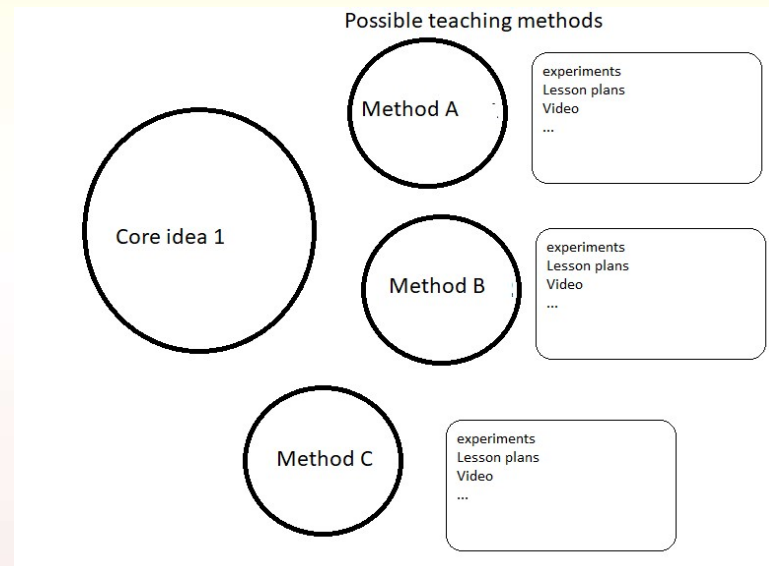 Possible teaching methods
Method A
experiments
Lesson plans
Video
...
Core idea 1
Method B
experiments
Lesson plans
Video
...
Method C
experiments
Lesson plans
Video
...